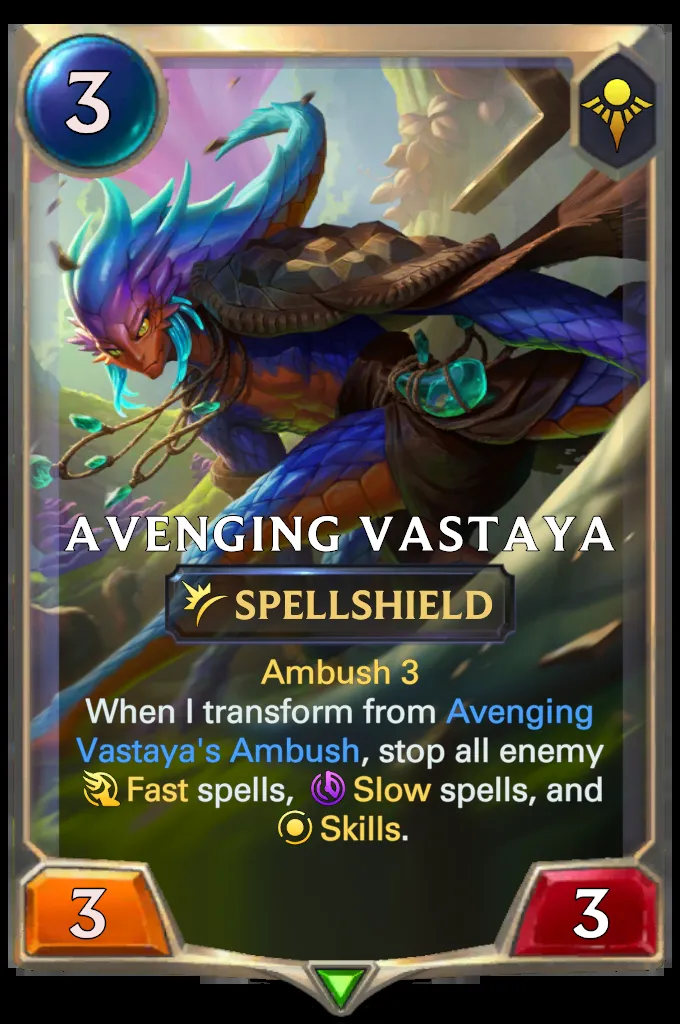 3
AVENGING VASTAYA
SPELLSHIELD
Ambush 3
When I transform from Avenging
Vastaya's Ambush, stop all enemy
Fast spells, Slow spells, and
Skills.
3 3